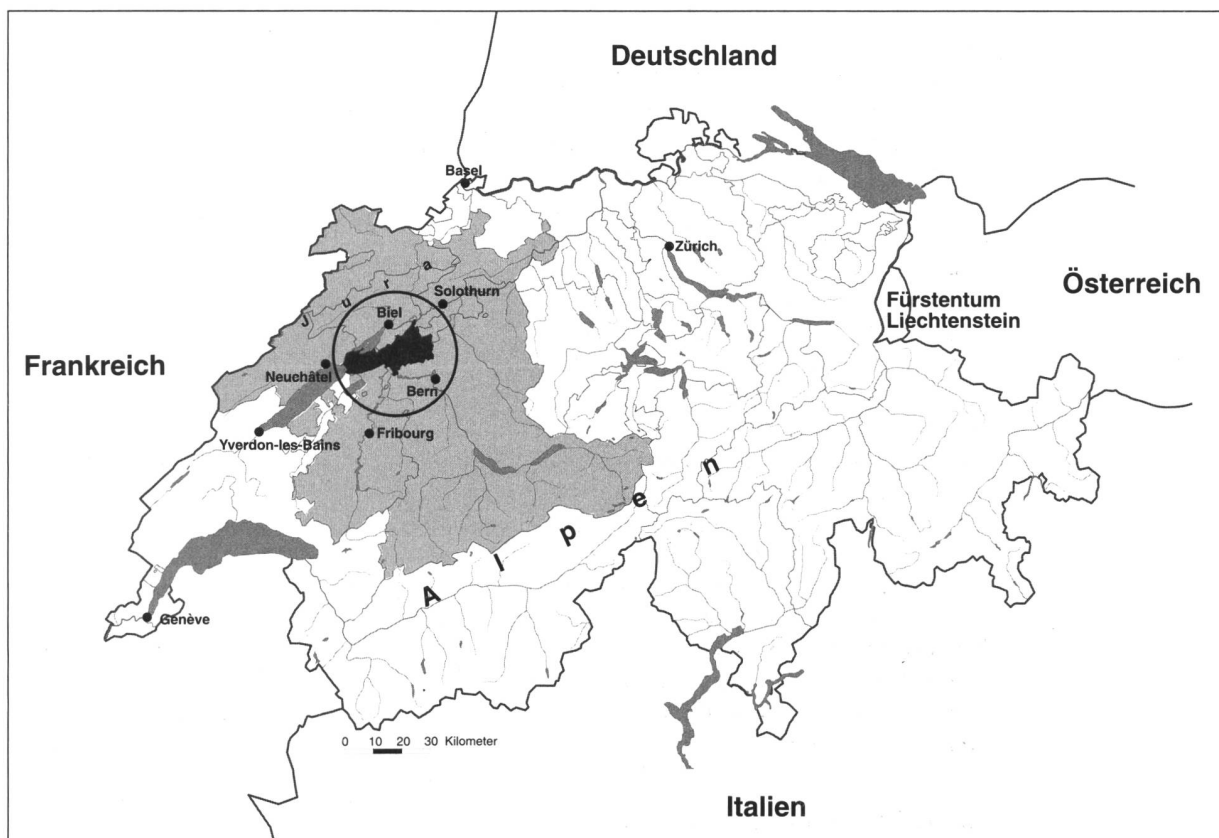 Deutschland
Basel
Zürich
Österreich
Jura
Solothurn
Fürstentum
Liechtenstein
Biel
Frankreich
Neuchâtel
Bern
Fribourg
Yverdon-les-Bains
Alpen
Genève
0 10 20 30 Kilometer
Italien